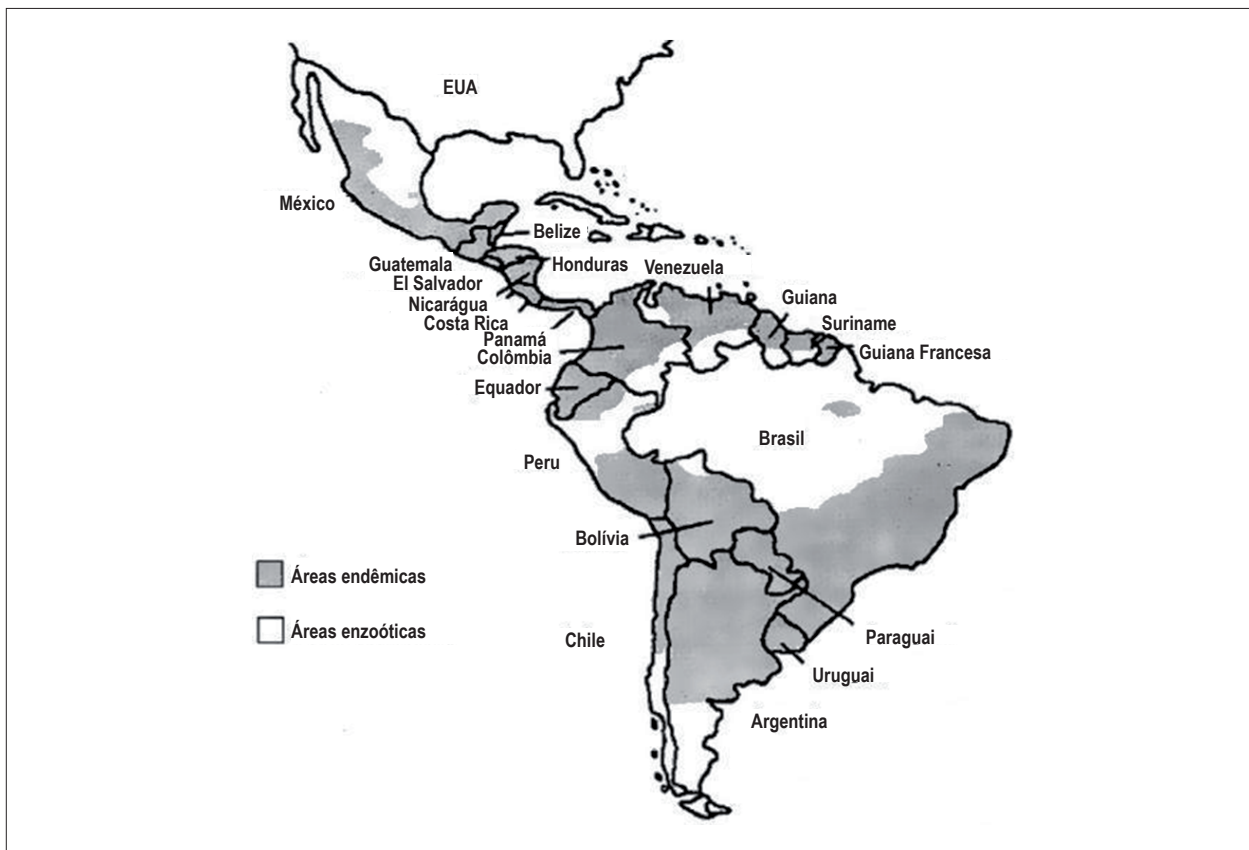 EUA
México
Belize
Guatemala
Honduras
Venezuela
El Salvador
Guiana
Nicarágua
Suriname
Costa Rica
Panamá
Guiana Francesa
Colômbia
Equador
Brasil
Peru
Bolívia
Áreas endêmicas
Áreas enzoóticas
Chile
Paraguai
Uruguai
Argentina